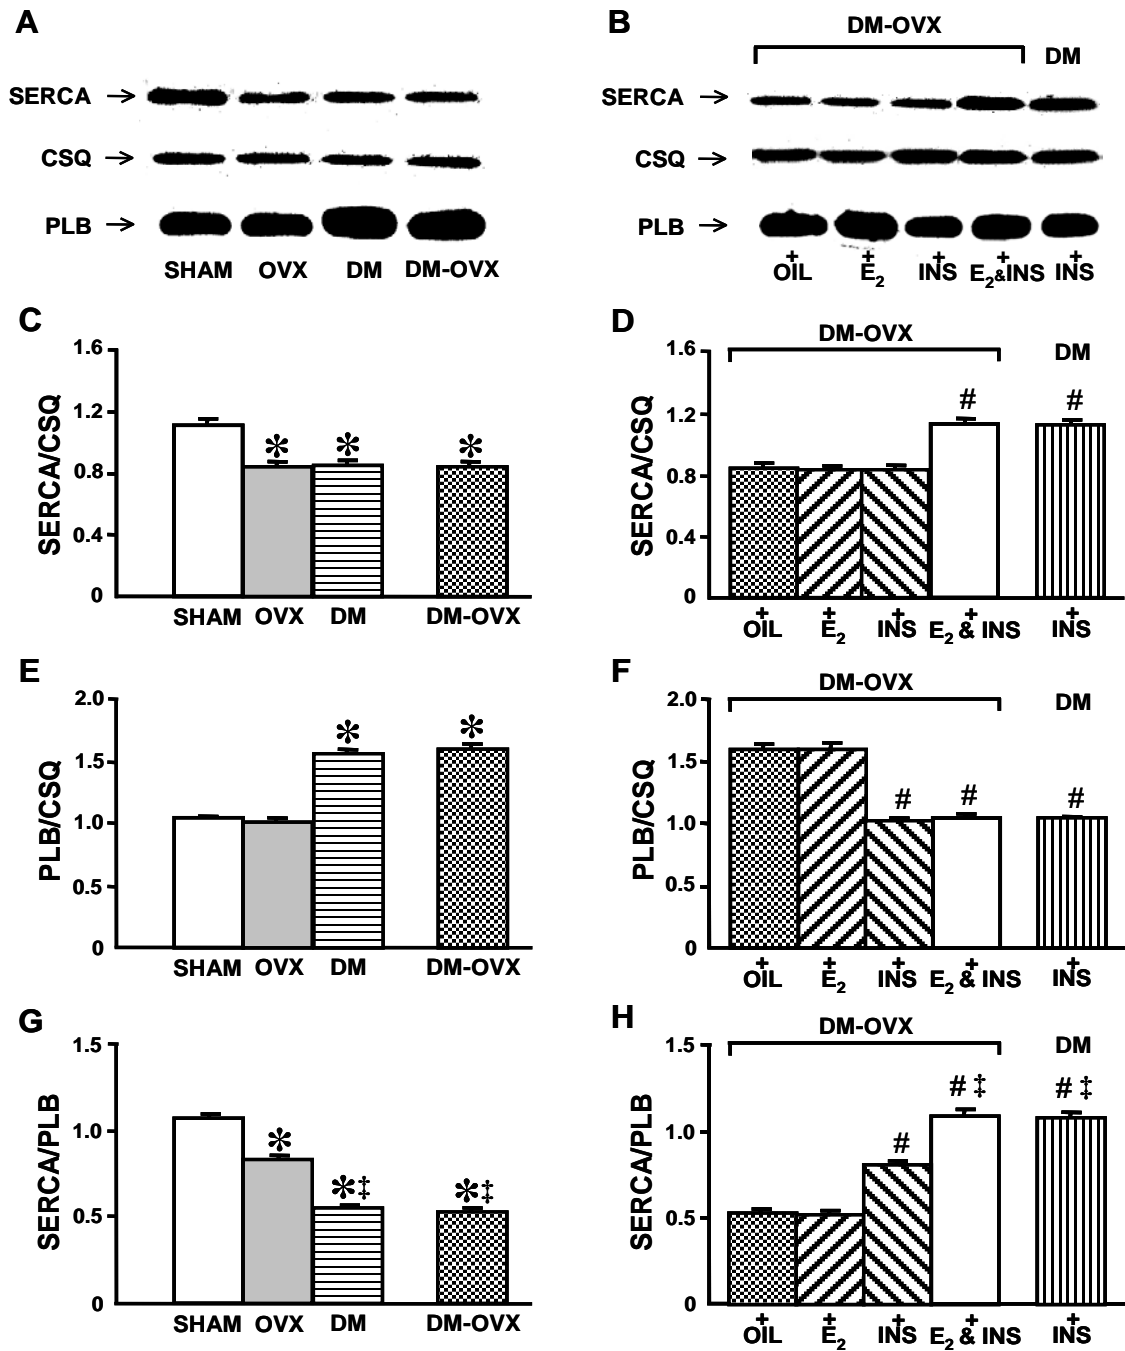 A
SERCA →
CSQ →
PLB →
SHAM OVX DM DM-OVX
B
DM-OVX
DM
SERCA →
CSQ →
PLB →
+ + + + +
OIL E2 INS E2&INS INS
C
SERCA/CSQ
1.6
1.2
0.8
0.4
0
* * *
SHAM OVX DM DM-OVX
D
DM-OVX
DM
SERCA/CSQ
1.6
1.2
0.8
0.4
0
# #
+ + + + +
OIL E2 INS E2 & INS INS
E
PLB/CSQ
2.0
1.5
1.0
0.5
0
* *
SHAM OVX DM DM-OVX
F
DM-OVX
DM
PLB/CSQ
2.0
1.5
1.0
0.5
0
# # #
+ + + + +
OIL E2 INS E2 & INS INS
G
SERCA/PLB
1.5
1.0
0.5
0
* *‡ *‡
SHAM OVX DM DM-OVX
H
DM-OVX
DM
SERCA/PLB
1.5
1.0
0.5
0
# # ‡ # ‡
+ + + + +
OIL E2 INS E2 & INS INS